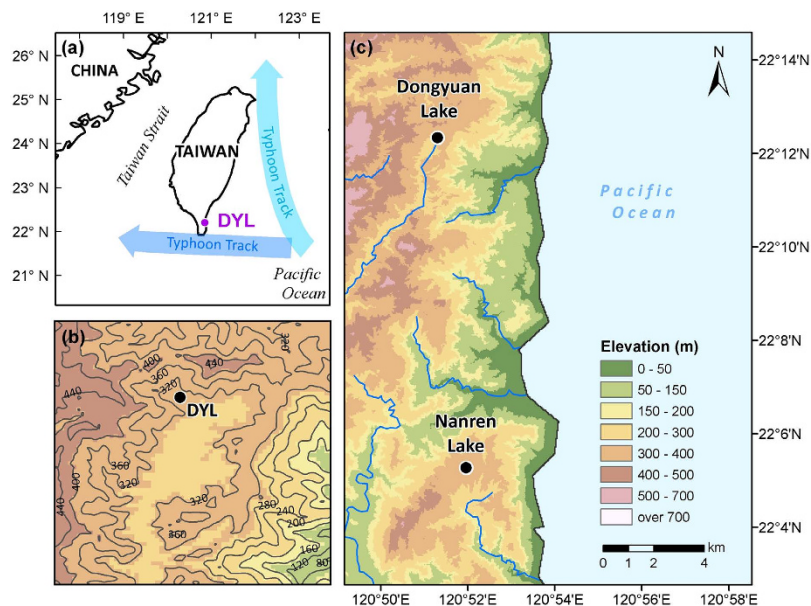 119° E
121° E
123° E
(a)
26° N
25° N
24° N
23° N
22° N
21° N
CHINA
Taiwan Strait
TAIWAN
DYL
Typhoon Track
Typhoon Track
Pacific
Ocean
(b)
400
360
320
440
440
320
DYL
360
320
400
440
320
360
280
240
200
160
120
80
(c)
Dongyuan
Lake
N
Pacific
Ocean
Nanren
Lake
Elevation (m)
0 - 50
50 - 150
150 - 200
200 - 300
300 - 400
400 - 500
500 - 700
over 700
0 1 2 4
km
22°14'N
22°12'N
22°10'N
22°8'N
22°6'N
22°4'N
120°50'E
120°52'E
120°54'E
120°56'E
120°58'E